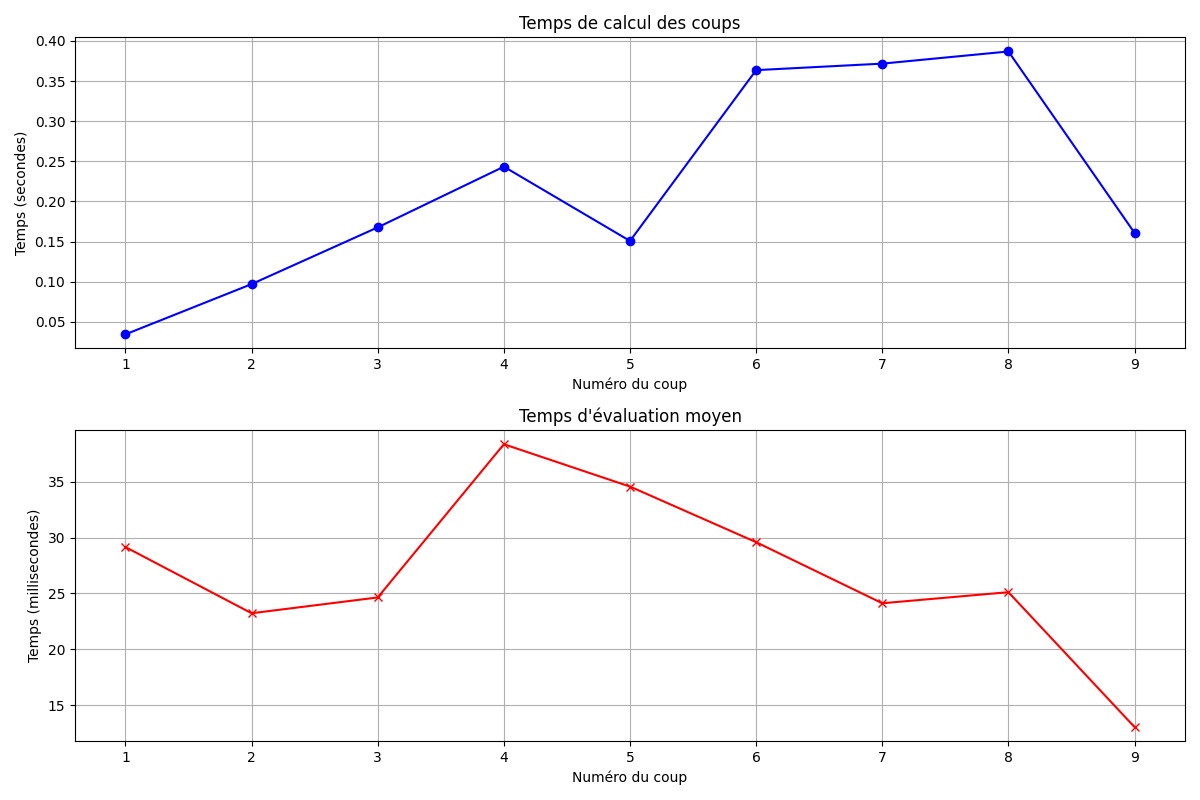 Temps de calcul des coups
Temps (secondes)
0.40
0.35
0.30
0.25
0.20
0.15
0.10
0.05
1 2 3 4 5 6 7 8 9
Numéro du coup
Temps d'évaluation moyen
Temps (millisecondes)
35
30
25
20
15
1 2 3 4 5 6 7 8 9
Numéro du coup